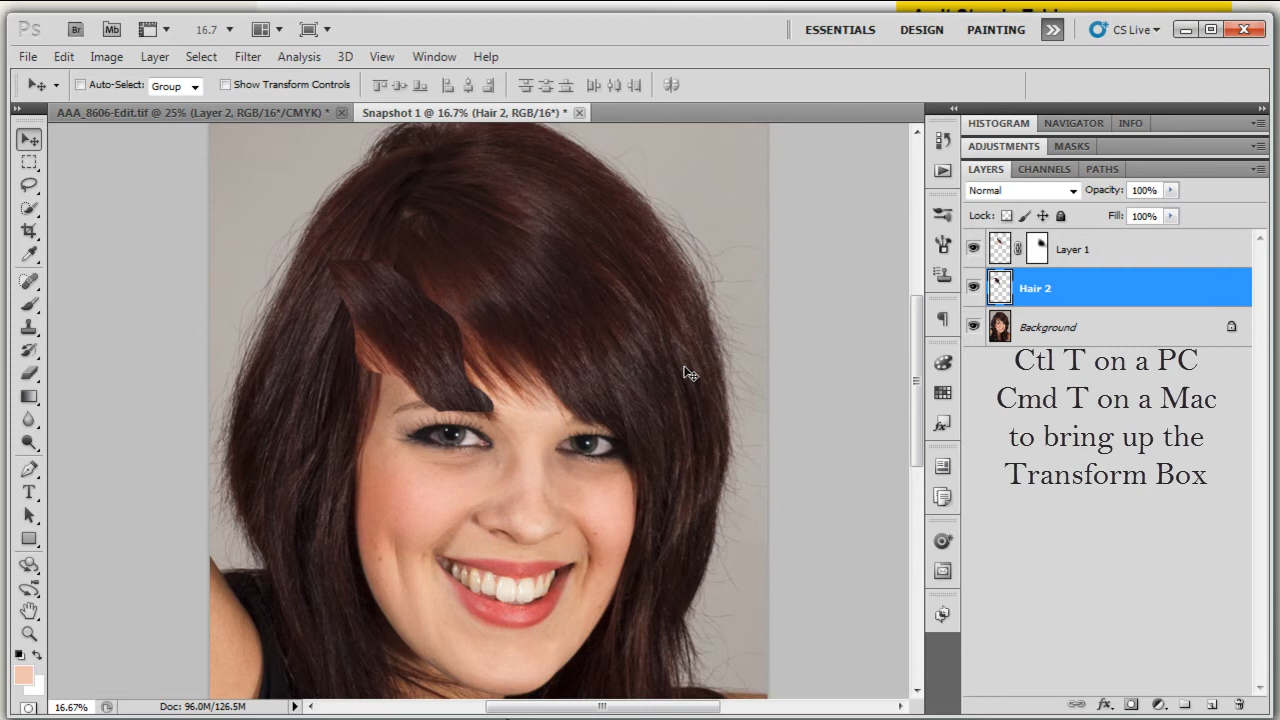 Ps Br Mb 16.7 ESSENTIALS DESIGN PAINTING CS Live
File Edit Image Layer Select Filter Analysis 3D View Window Help
Auto-Select: Group Show Transform Controls
AAA_8606-Edit.tif @ 25% (Layer 2, RGB/16*/CMYK) * Snapshot 1 @ 16.7% (Hair 2, RGB/16*) *
HISTOGRAM NAVIGATOR INFO
ADJUSTMENTS MASKS
LAYERS CHANNELS PATHS
Normal Opacity: 100%
Lock: Fill: 100%
Layer 1
Hair 2
Background
Ctl T on a PC
Cmd T on a Mac
to bring up the
Transform Box
16.67% Doc: 96.0M/126.5M